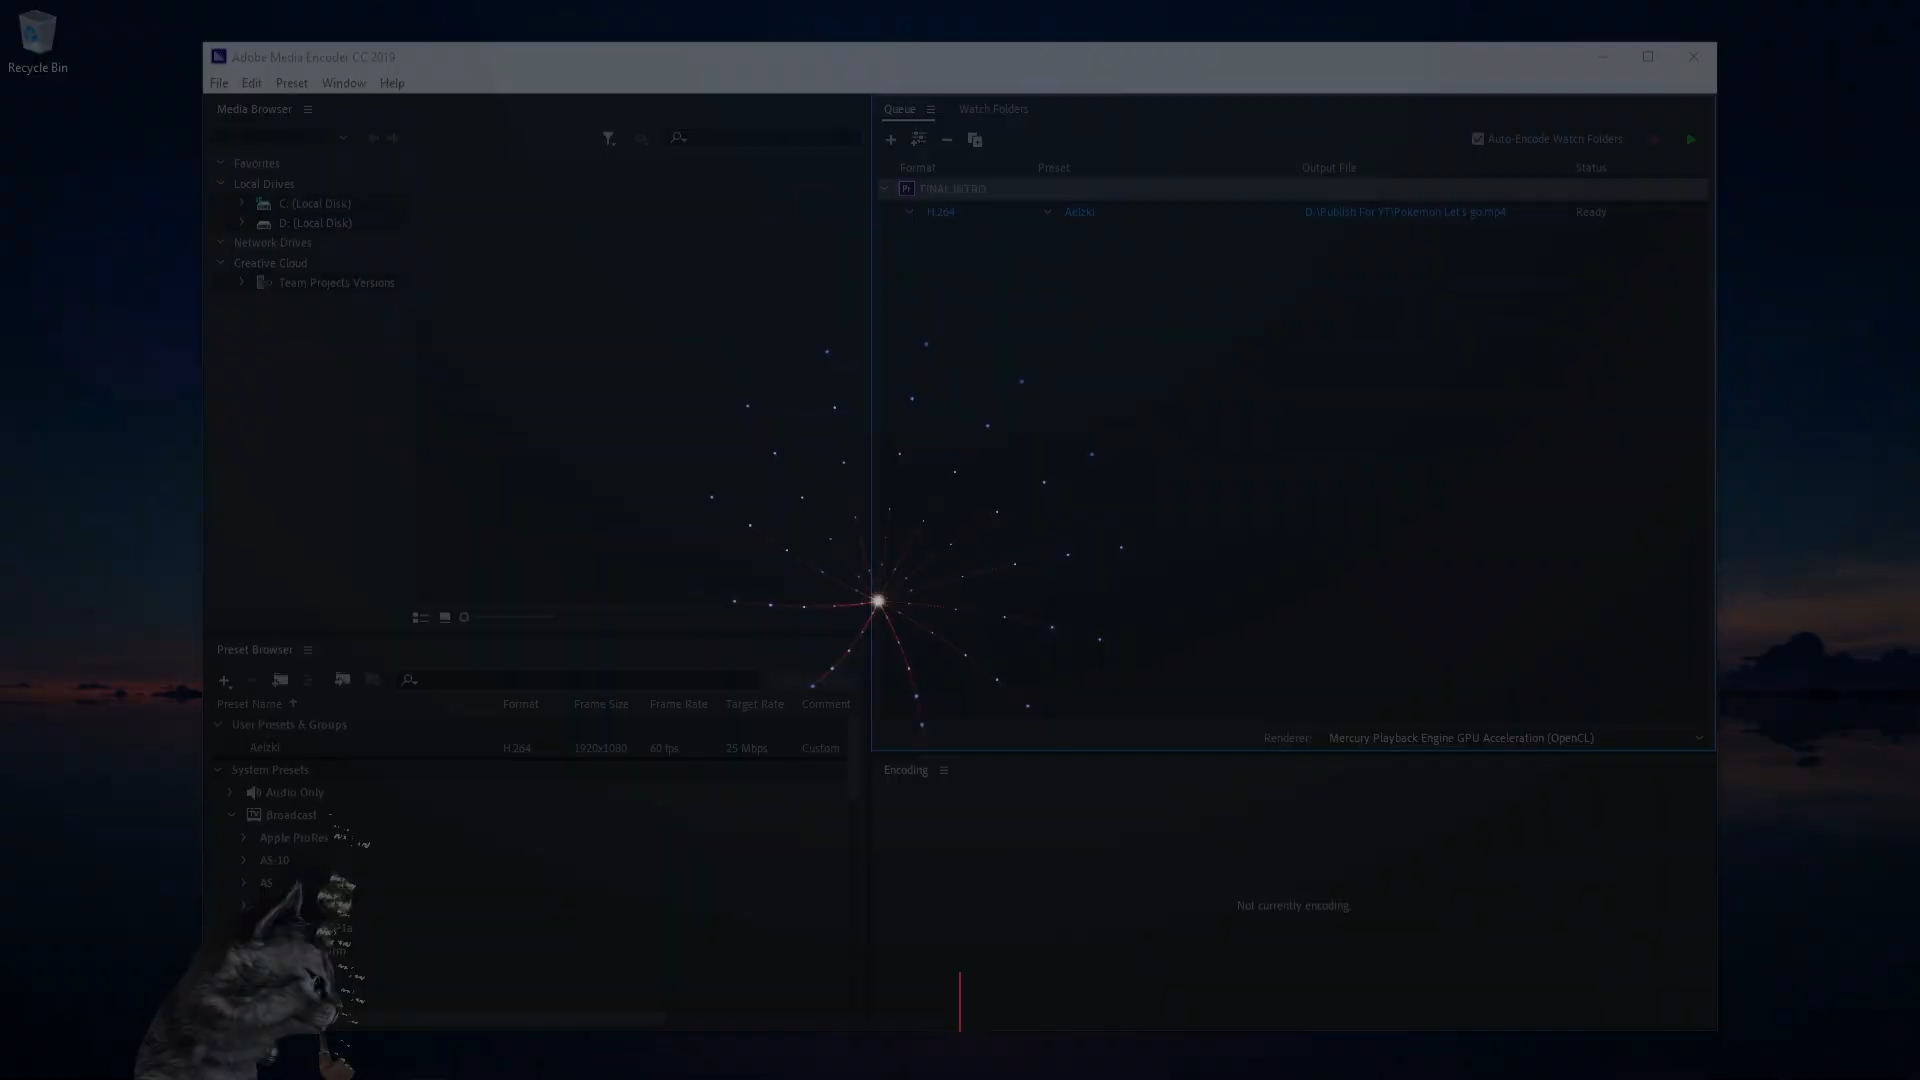 Recycle Bin
Adobe Media Encoder CC 2019
File Edit Preset Window Help
Media Browser
Favorites
Local Drives
C: (Local Disk)
D: (Local Disk)
Network Drives
Creative Cloud
Team Projects Versions
Queue Watch Folders
Auto-Encode Watch Folders
Format Preset Output File Status
Pr FINAL INTRO
H.264 Aeizki D:\Publish For YT\Pokemon Let's go.mp4 Ready
Renderer: Mercury Playback Engine GPU Acceleration (OpenCL)
Preset Browser
Preset Name Format Frame Size Frame Rate Target Rate Comment
User Presets & Groups
Aeizki H.264 1920x1080 60 fps 25 Mbps Custom
System Presets
Audio Only
TV Broadcast
Apple ProRes
AS-10
AS
Encoding
Not currently encoding.